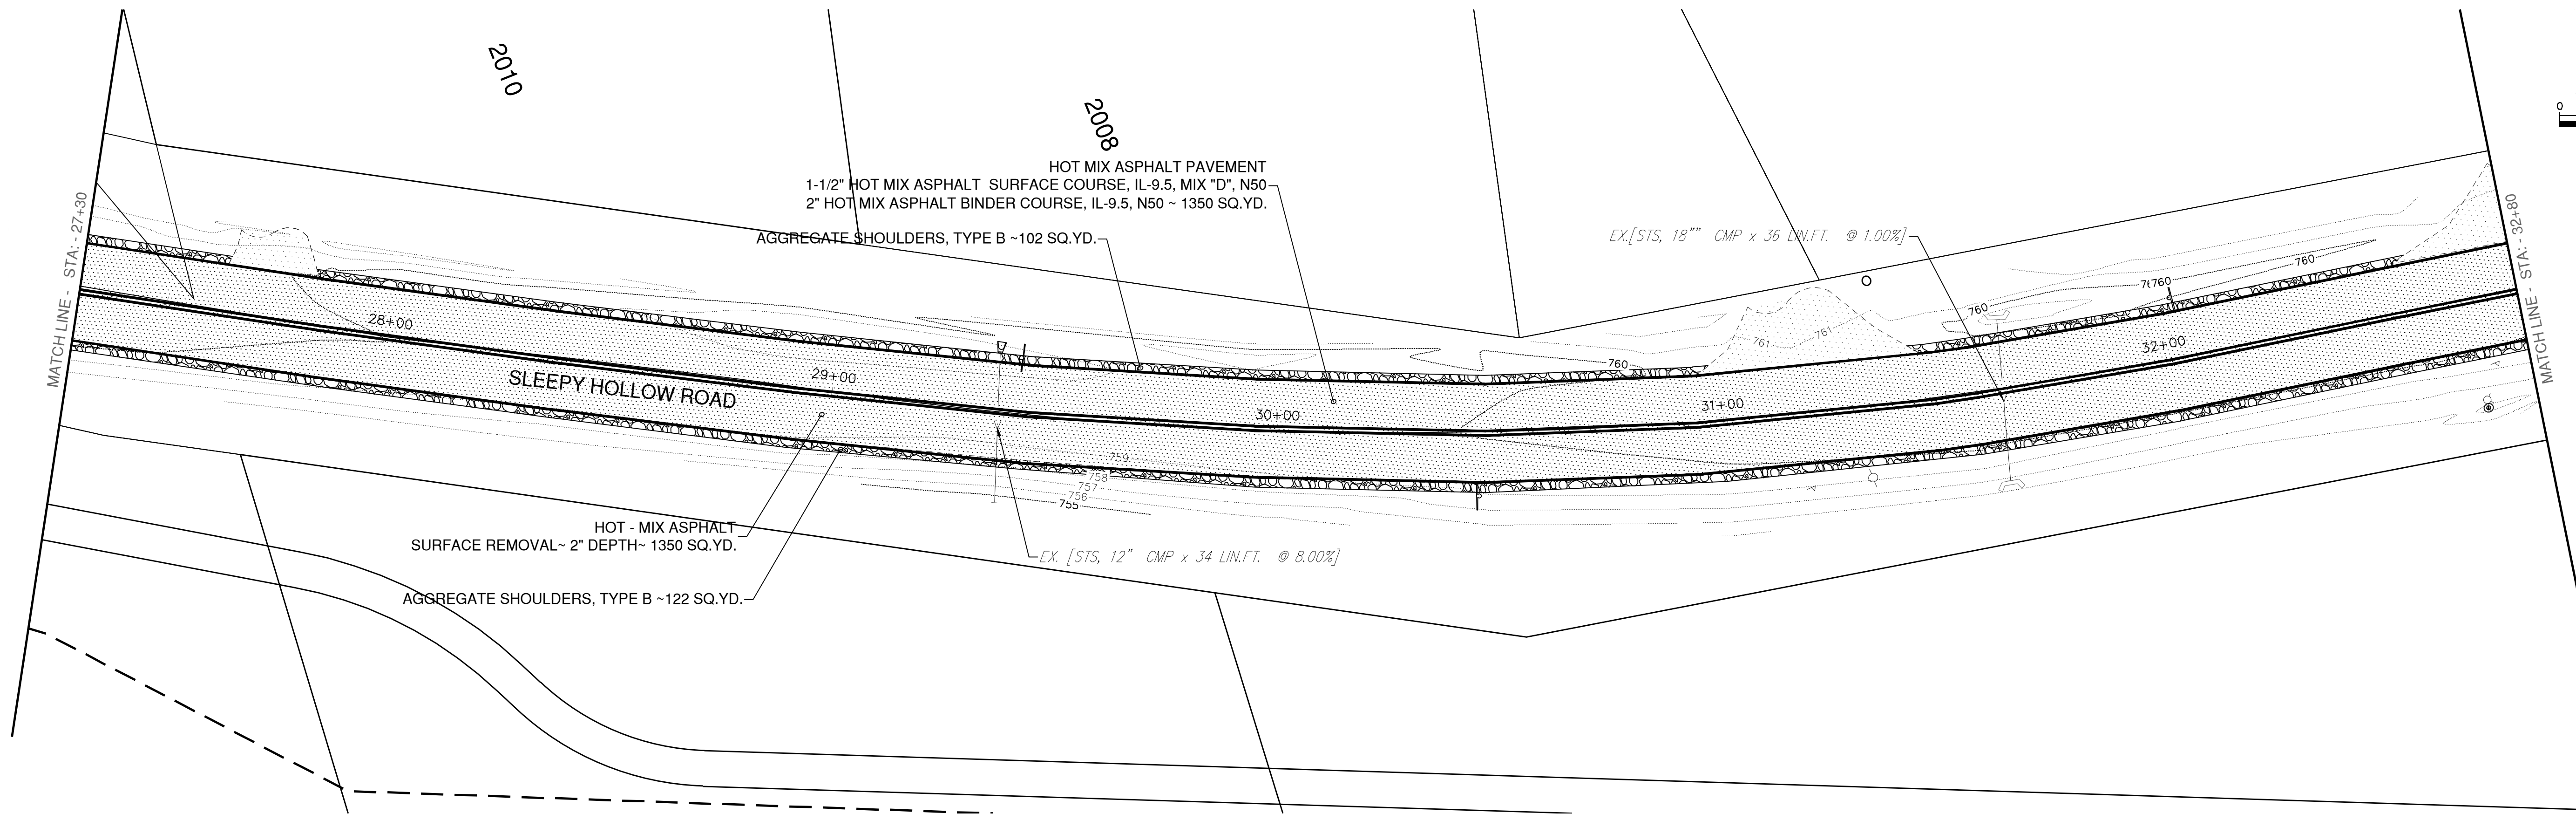 2010
2008
MATCH LINE - STA: - 27+30
HOT MIX ASPHALT PAVEMENT
1-1/2" HOT MIX ASPHALT SURFACE COURSE, IL-9.5, MIX "D", N50
2" HOT MIX ASPHALT BINDER COURSE, IL-9.5, N50 ~ 1350 SQ.YD.
AGGREGATE SHOULDERS, TYPE B ~102 SQ.YD.
EX.[STS, 18"" CMP x 36 LIN.FT. @ 1.00%]
MATCH LINE - STA: - 32+80
0
760
760
760
760
761
761
28+00
29+00
30+00
31+00
32+00
SLEEPY HOLLOW ROAD
759
758
757
756
755
HOT - MIX ASPHALT
SURFACE REMOVAL~ 2" DEPTH~ 1350 SQ.YD.
EX. [STS, 12" CMP x 34 LIN.FT. @ 8.00%]
AGGREGATE SHOULDERS, TYPE B ~122 SQ.YD.